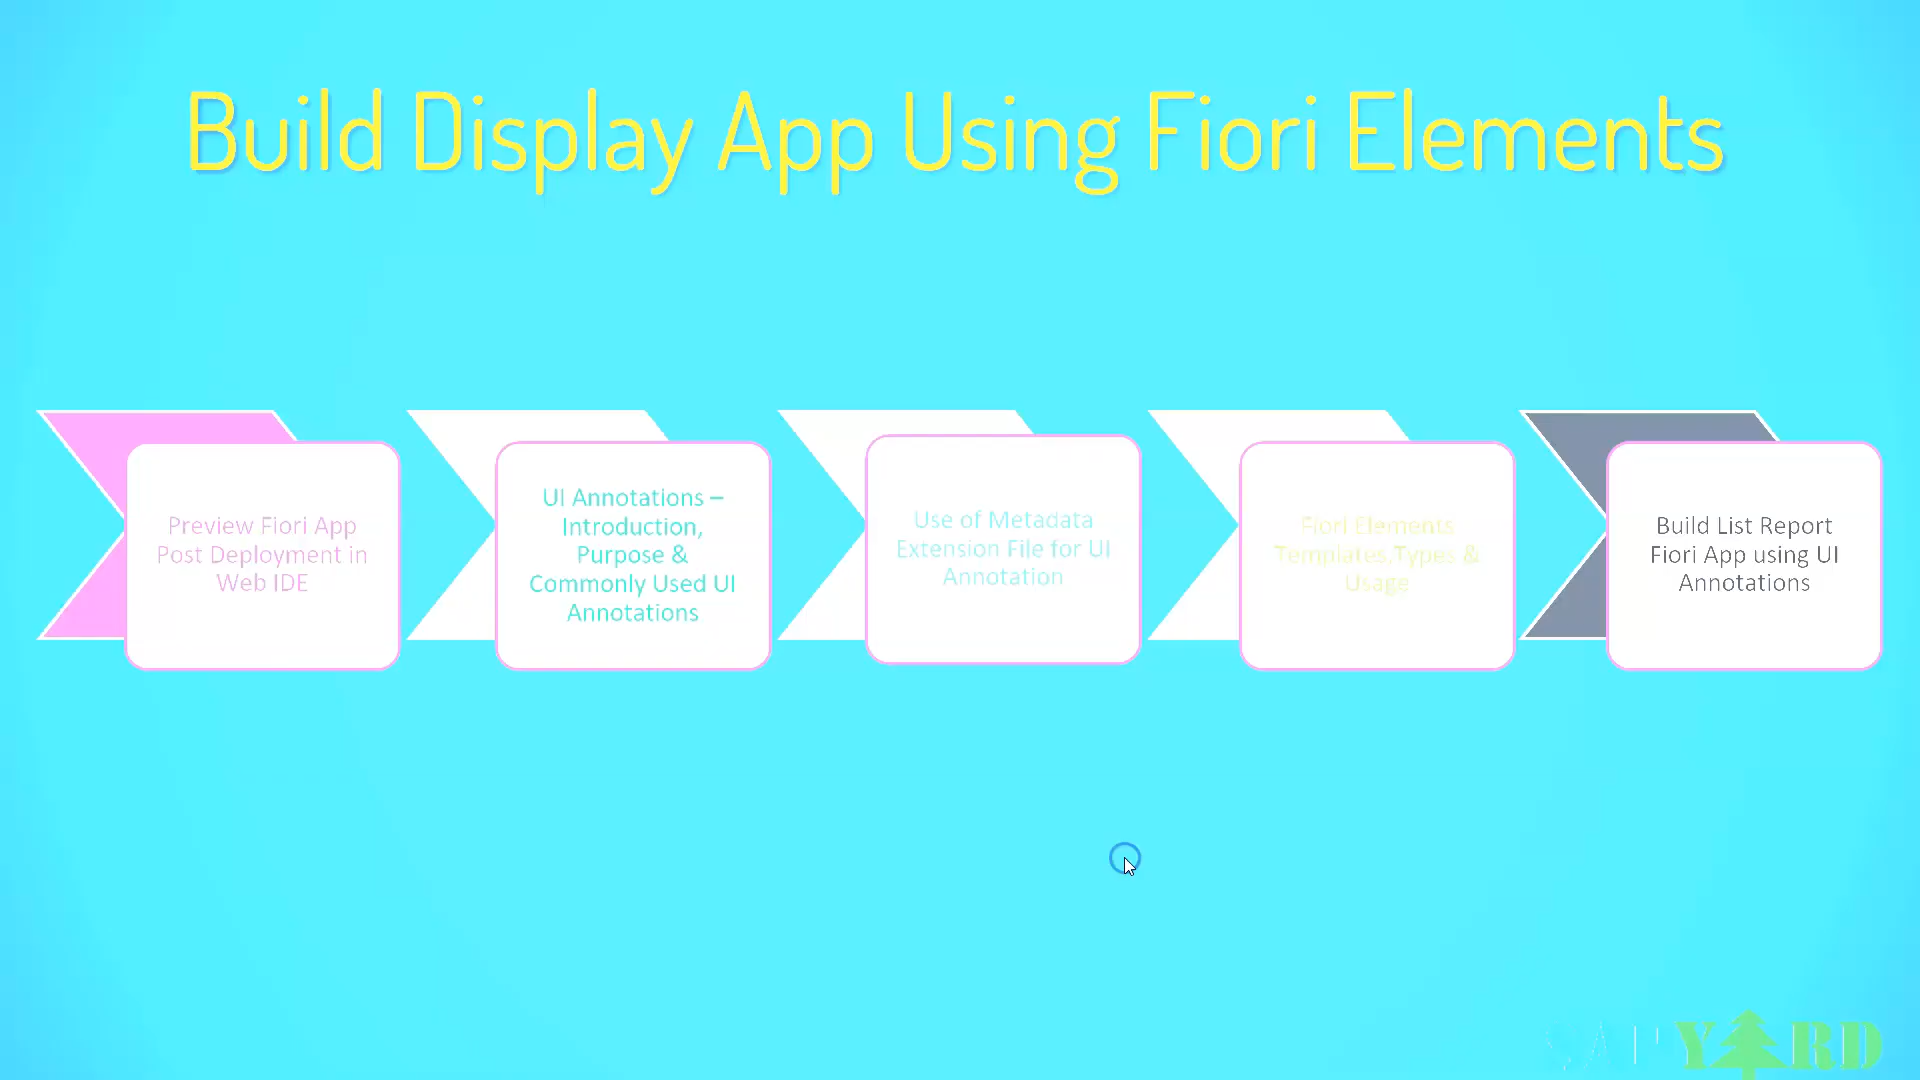 Build Display App Using Fiori Elements
Preview Fiori App
Post Deployment in
Web IDE
UI Annotations –
Introduction,
Purpose &
Commonly Used UI
Annotations
Use of Metadata
Extension File for UI
Annotation
Fiori Elements
Templates,Types &
Usage
Build List Report
Fiori App using UI
Annotations
SAPYARD